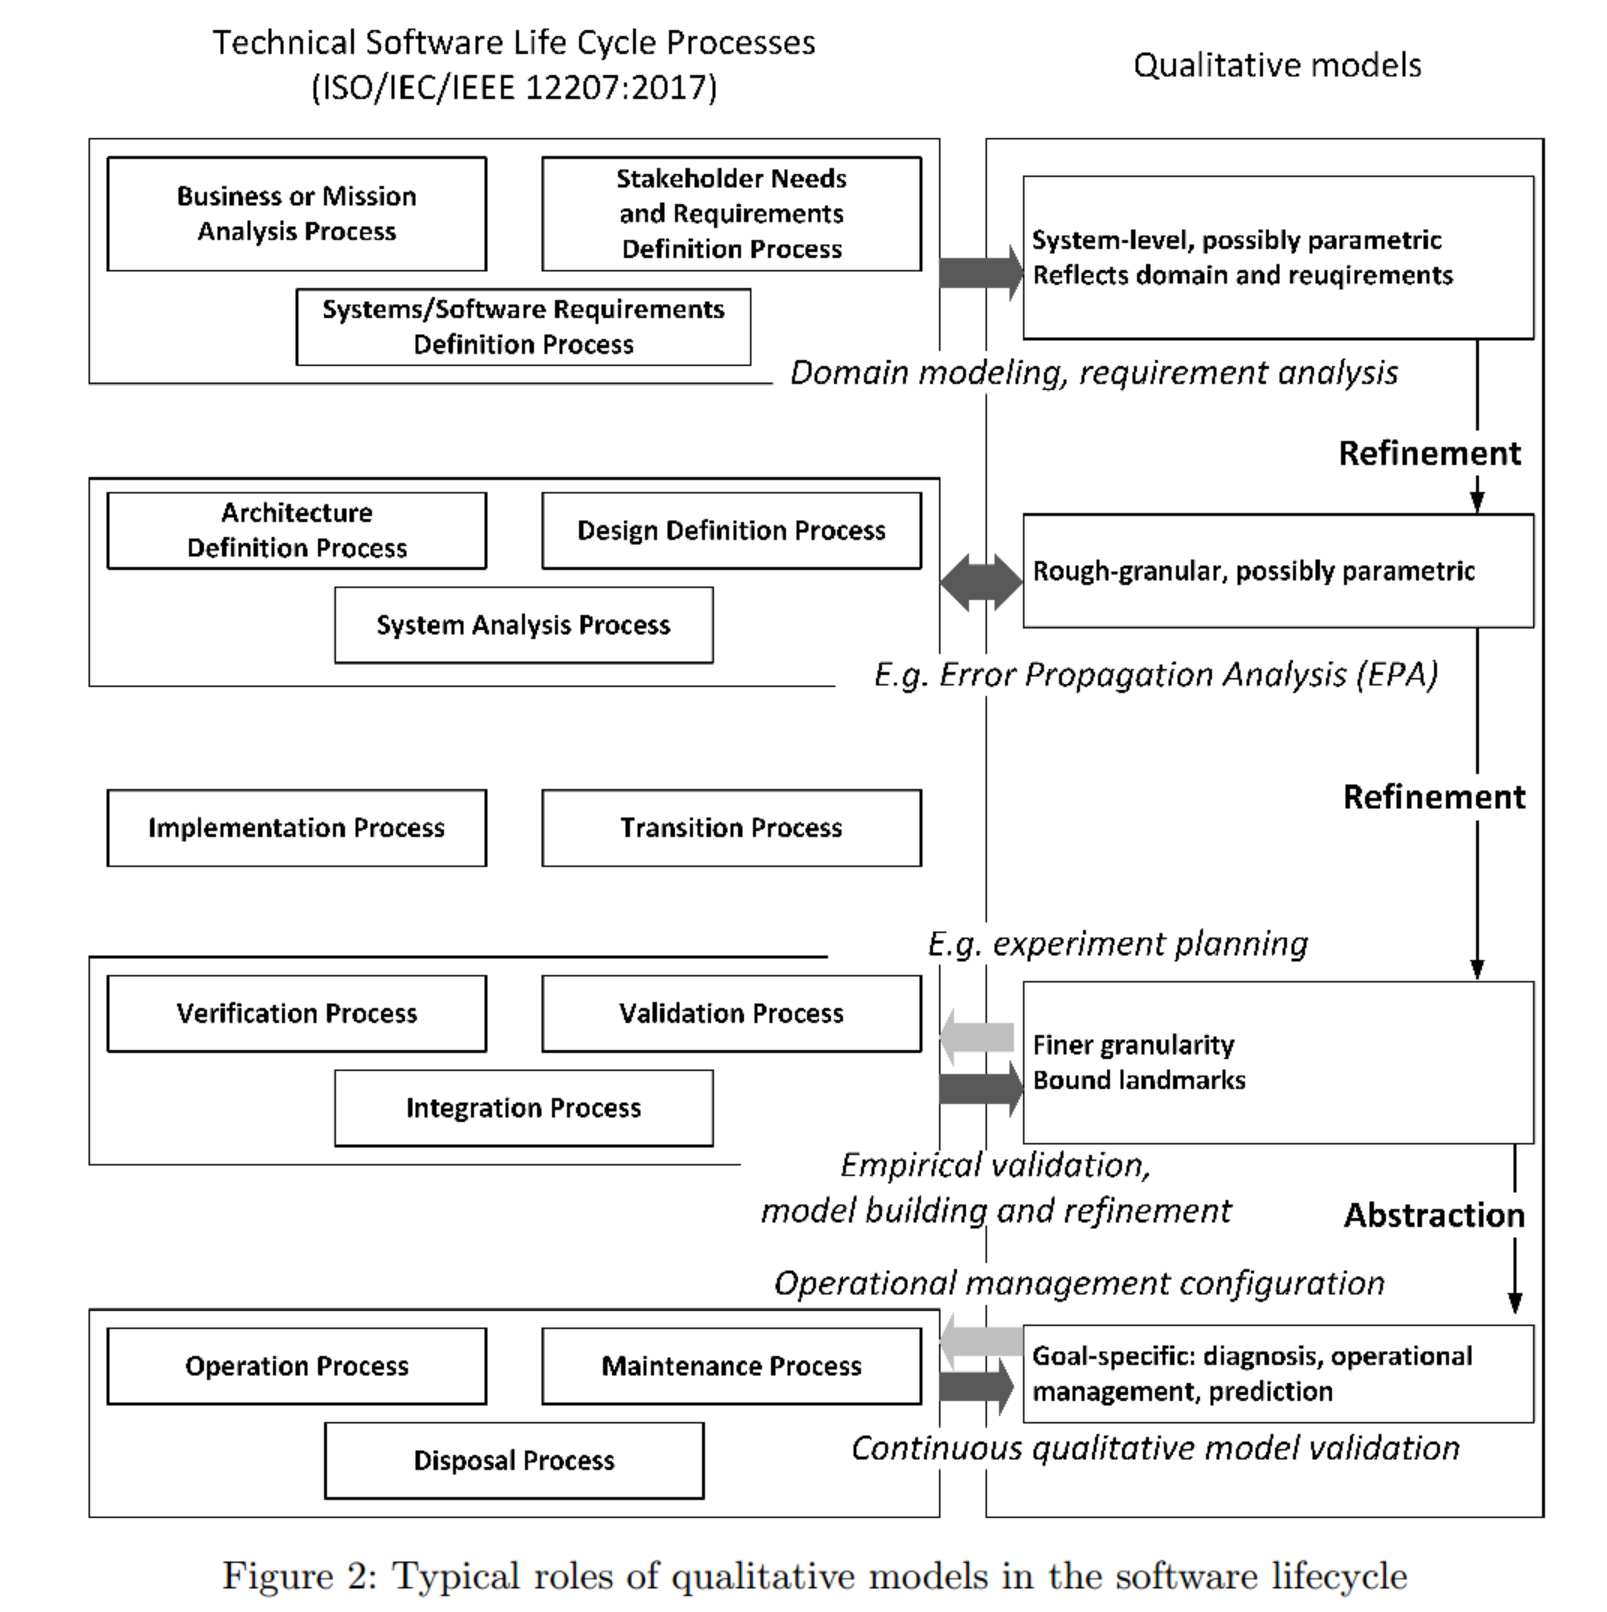 Technical Software Life Cycle Processes
(ISO/IEC/IEEE 12207:2017)
Qualitative models
Business or Mission
Analysis Process
Stakeholder Needs
and Requirements
Definition Process
Systems/Software Requirements
Definition Process
System-level, possibly parametric
Reflects domain and reuqirements
Domain modeling, requirement analysis
Refinement
Architecture
Definition Process
Design Definition Process
System Analysis Process
Rough-granular, possibly parametric
E.g. Error Propagation Analysis (EPA)
Refinement
Implementation Process
Transition Process
E.g. experiment planning
Verification Process
Validation Process
Integration Process
Finer granularity
Bound landmarks
Empirical validation,
model building and refinement
Abstraction
Operational management configuration
Operation Process
Maintenance Process
Disposal Process
Goal-specific: diagnosis, operational
management, prediction
Continuous qualitative model validation
Figure 2: Typical roles of qualitative models in the software lifecycle